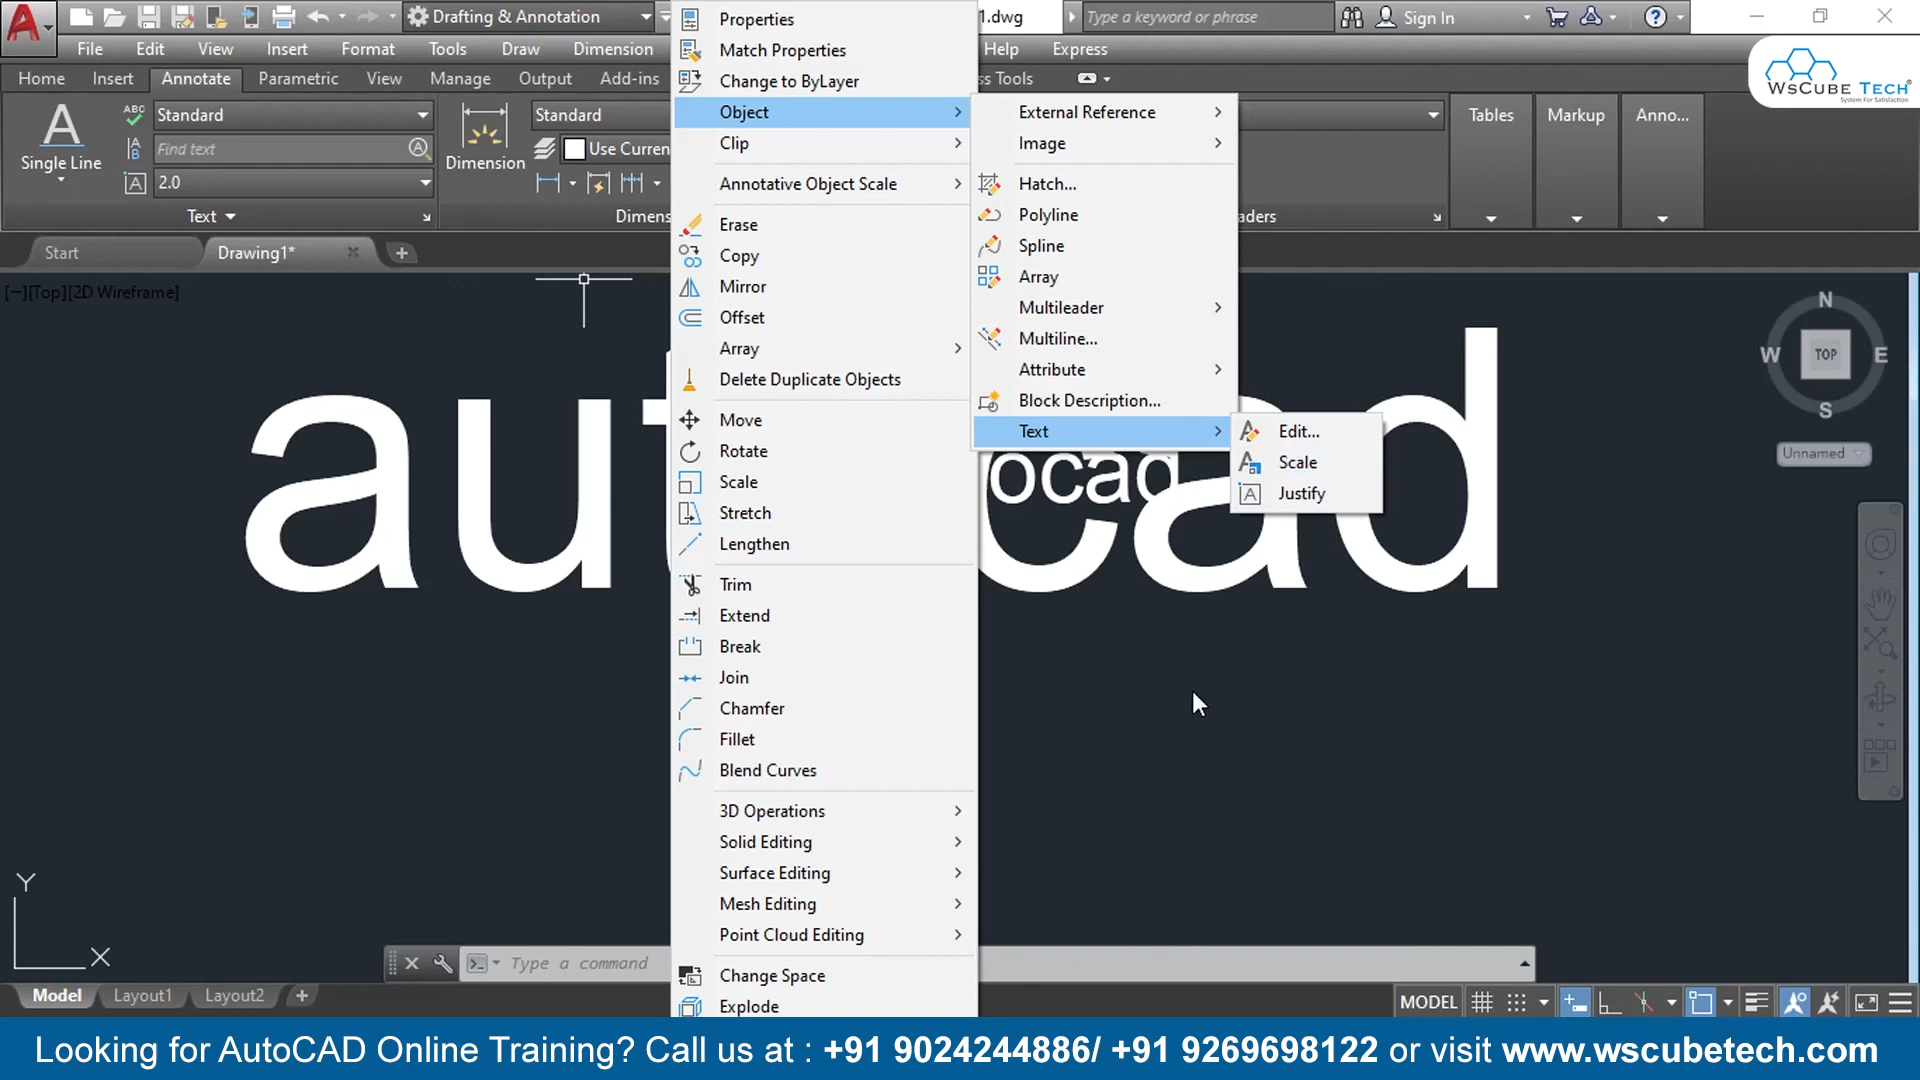 Drafting & Annotation
1.dwg
Type a keyword or phrase
Sign In
File Edit View Insert Format Tools Draw Dimension Help Express
Home Insert Annotate Parametric View Manage Output Add-ins ss Tools
WsCube Tech
System For Satisfaction
A
Single Line
ABC
Standard
Find text
2.0
Text
Dimension
Standard
Use Curren
Dimens
aders
Tables
Markup
Anno...
Start
Drawing1*
[−][Top][2D Wireframe]
Properties
Match Properties
Change to ByLayer
Object
Clip
Annotative Object Scale
Erase
Copy
Mirror
Offset
Array
Delete Duplicate Objects
Move
Rotate
Scale
Stretch
Lengthen
Trim
Extend
Break
Join
Chamfer
Fillet
Blend Curves
3D Operations
Solid Editing
Surface Editing
Mesh Editing
Point Cloud Editing
Change Space
Explode
External Reference
Image
Hatch...
Polyline
Spline
Array
Multileader
Multiline...
Attribute
Block Description...
Text
Edit...
Scale
Justify
aut cad
ocad
N
W TOP E
S
Unnamed
Y
X
Type a command
Model Layout1 Layout2
MODEL
Looking for AutoCAD Online Training? Call us at : +91 9024244886/ +91 9269698122 or visit www.wscubetech.com